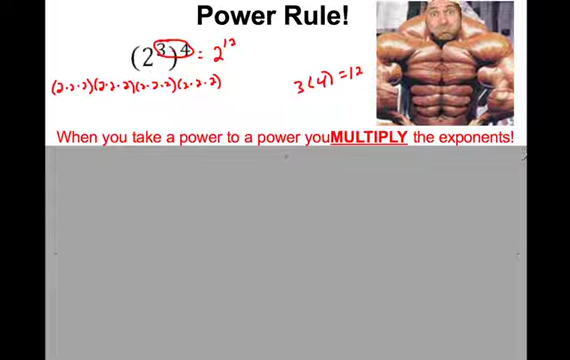 Power Rule!
(2³)⁴ = 2¹²
(2·2·2)(2·2·2)(2·2·2)(2·2·2)
3(4) = 12
When you take a power to a power you MULTIPLY the exponents!